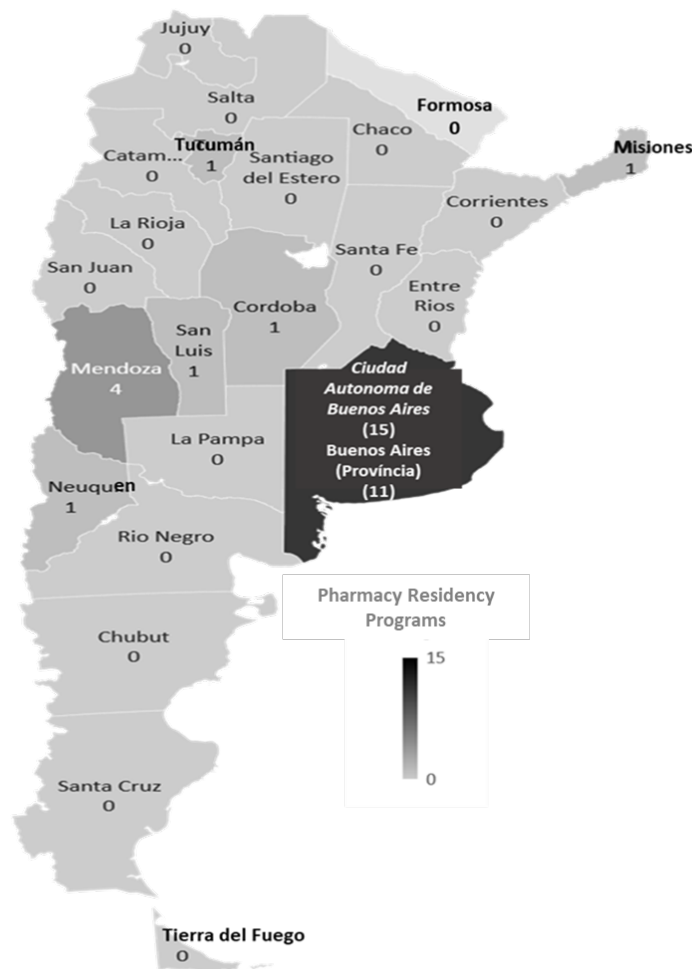 Jujuy
0
Salta
0
Formosa
0
Chaco
0
Tucumán
1
Misiones
1
Catam...
0
Santiago
del Estero
0
Corrientes
0
La Rioja
0
Santa Fe
0
San Juan
0
Entre
Rios
0
Cordoba
1
San
Luis
1
Mendoza
4
Ciudad
Autonoma de
Buenos Aires
(15)
Buenos Aires
(Província)
(11)
La Pampa
0
Neuquen
1
Rio Negro
0
Pharmacy Residency
Programs
15
0
Chubut
0
Santa Cruz
0
Tierra del Fuego
0